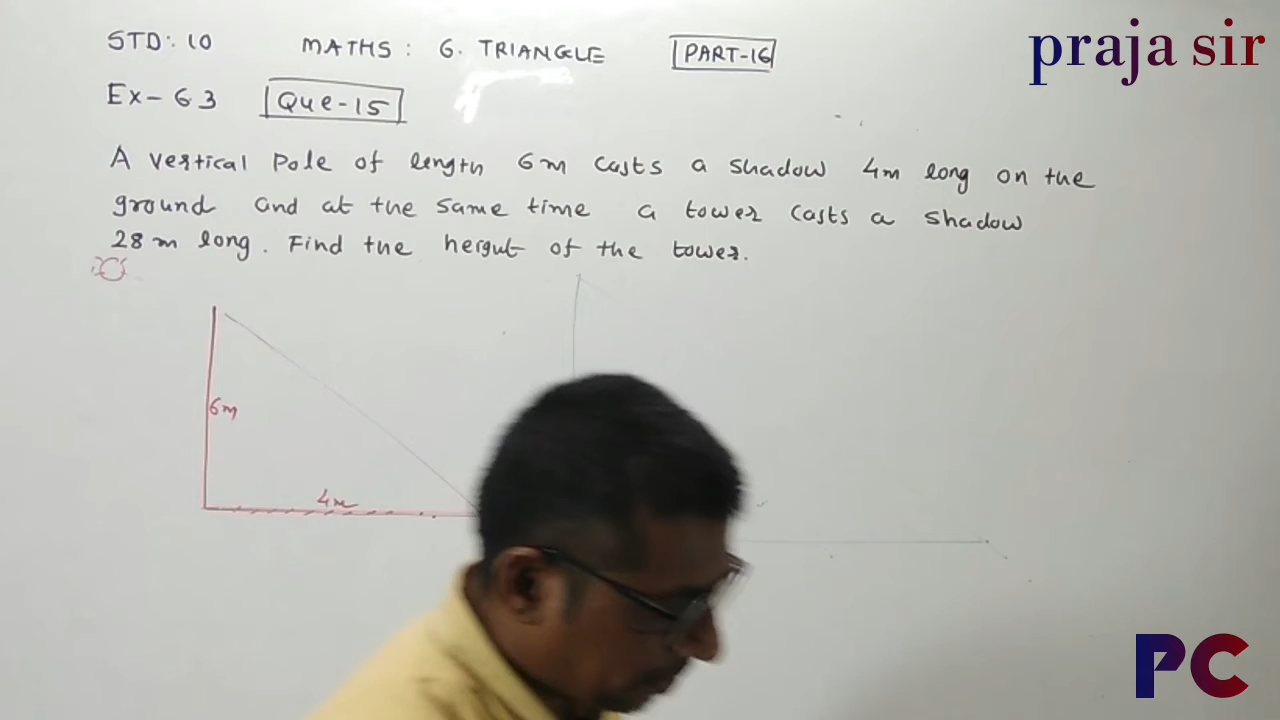 STD: 10 MATHS: 6. TRIANGLE PART-16
praja sir
Ex-6.3 Que-15
A vertical Pole of length 6m casts a shadow 4m long on the
ground and at the same time a tower casts a shadow
28 m long. Find the height of the tower.
6m
4m
PC